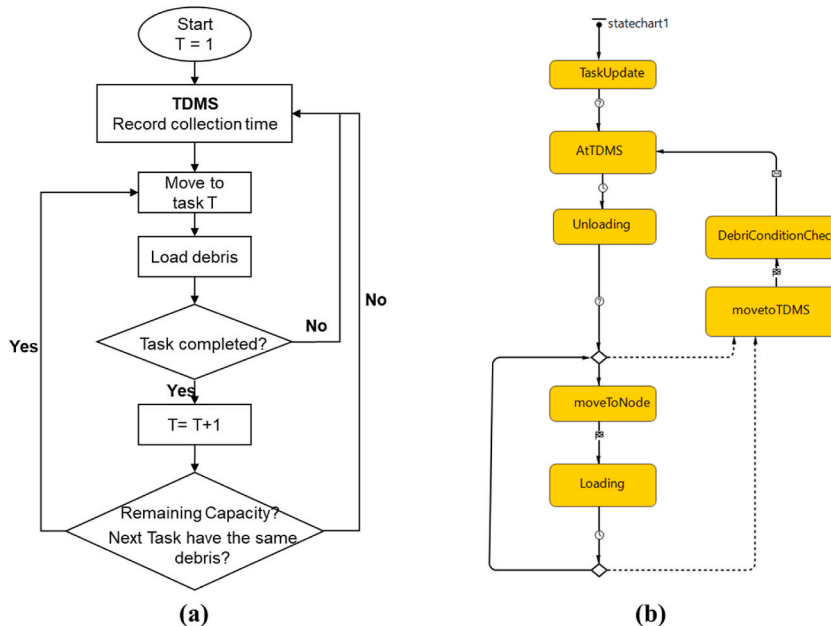 Start
T = 1
TDMS
Record collection time
Move to
task T
Load debris
No
No
Yes
Task completed?
Yes
T= T+1
Remaining Capacity?
Next Task have the same
debris?
(a)
statechart1
TaskUpdate
AtTDMS
Unloading
DebriConditionChec
movetoTDMS
moveToNode
Loading
(b)